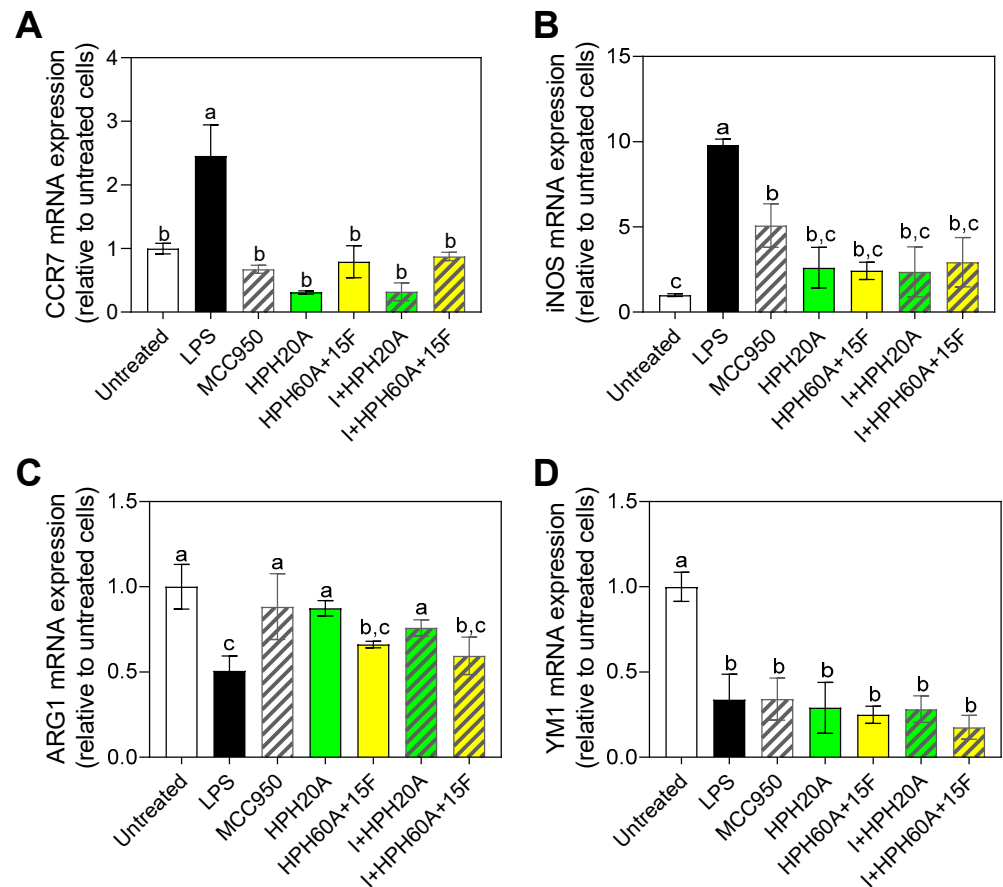 A
CCR7 mRNA expression
(relative to untreated cells)
4
3
2
1
0
b
a
b
b
b
b
b
Untreated
LPS
MCC950
HPH20A
HPH60A+15F
I+HPH20A
I+HPH60A+15F
B
iNOS mRNA expression
(relative to untreated cells)
15
10
5
0
c
a
b
b,c
b,c
b,c
b,c
Untreated
LPS
MCC950
HPH20A
HPH60A+15F
I+HPH20A
I+HPH60A+15F
C
ARG1 mRNA expression
(relative to untreated cells)
1.5
1.0
0.5
0.0
a
c
a
a
b,c
a
b,c
Untreated
LPS
MCC950
HPH20A
HPH60A+15F
I+HPH20A
I+HPH60A+15F
D
YM1 mRNA expression
(relative to untreated cells)
1.5
1.0
0.5
0.0
a
b
b
b
b
b
b
Untreated
LPS
MCC950
HPH20A
HPH60A+15F
I+HPH20A
I+HPH60A+15F